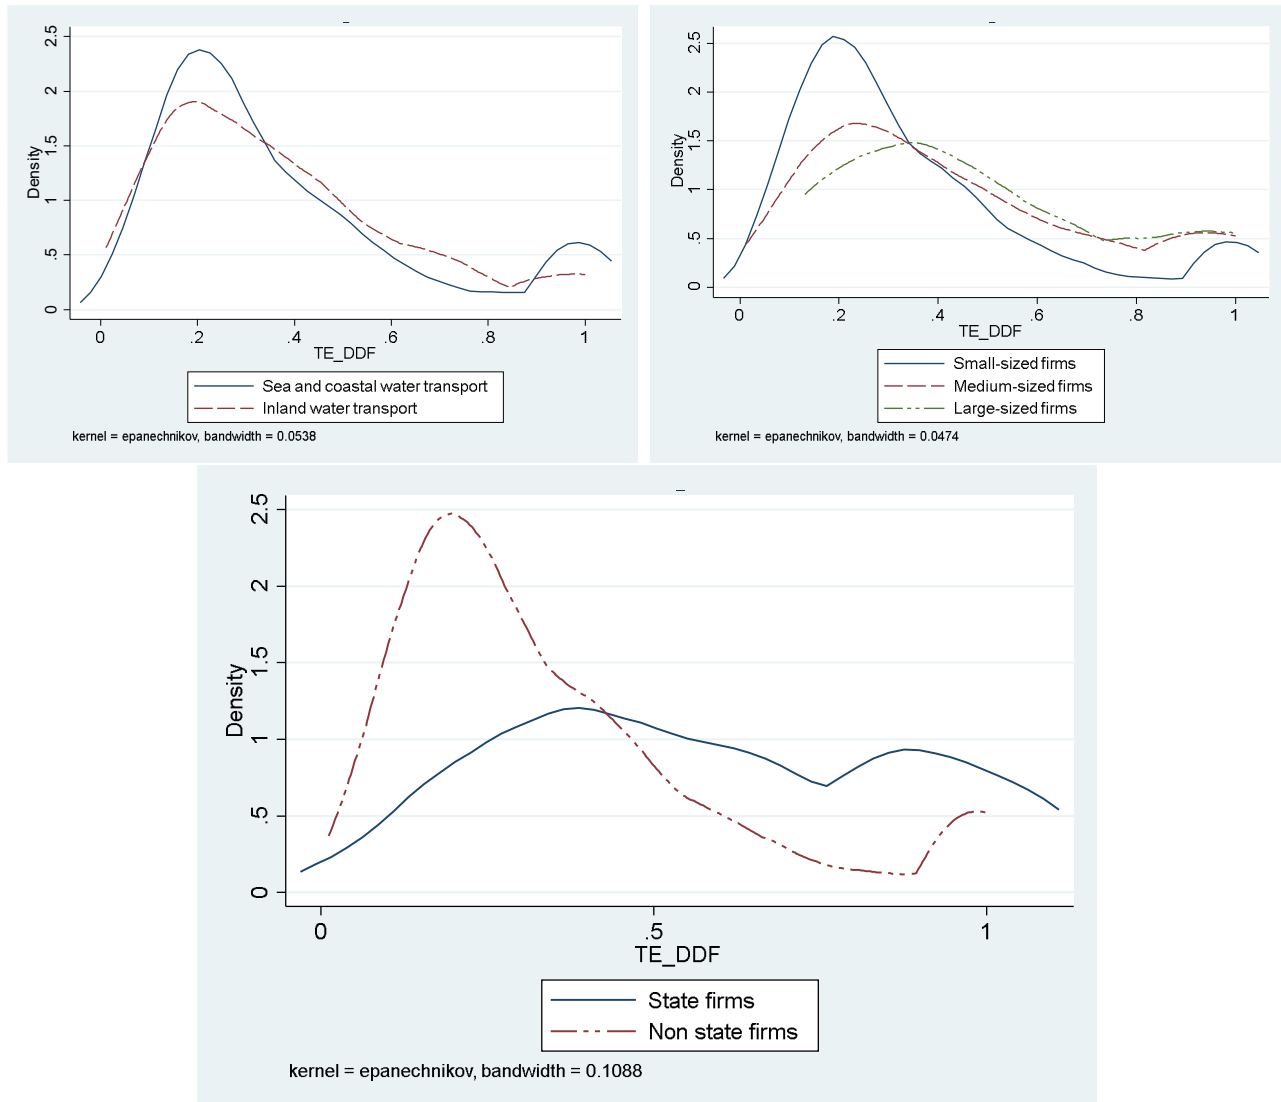 2.5
2
1.5
1
.5
0
Density
0 .2 .4 .6 .8 1
TE_DDF
Sea and coastal water transport
Inland water transport
kernel = epanechnikov, bandwidth = 0.0538
2.5
2
1.5
1
.5
0
Density
0 .2 .4 .6 .8 1
TE_DDF
Small-sized firms
Medium-sized firms
Large-sized firms
kernel = epanechnikov, bandwidth = 0.0474
2.5
2
1.5
1
.5
0
Density
0 .5 1
TE_DDF
State firms
Non state firms
kernel = epanechnikov, bandwidth = 0.1088